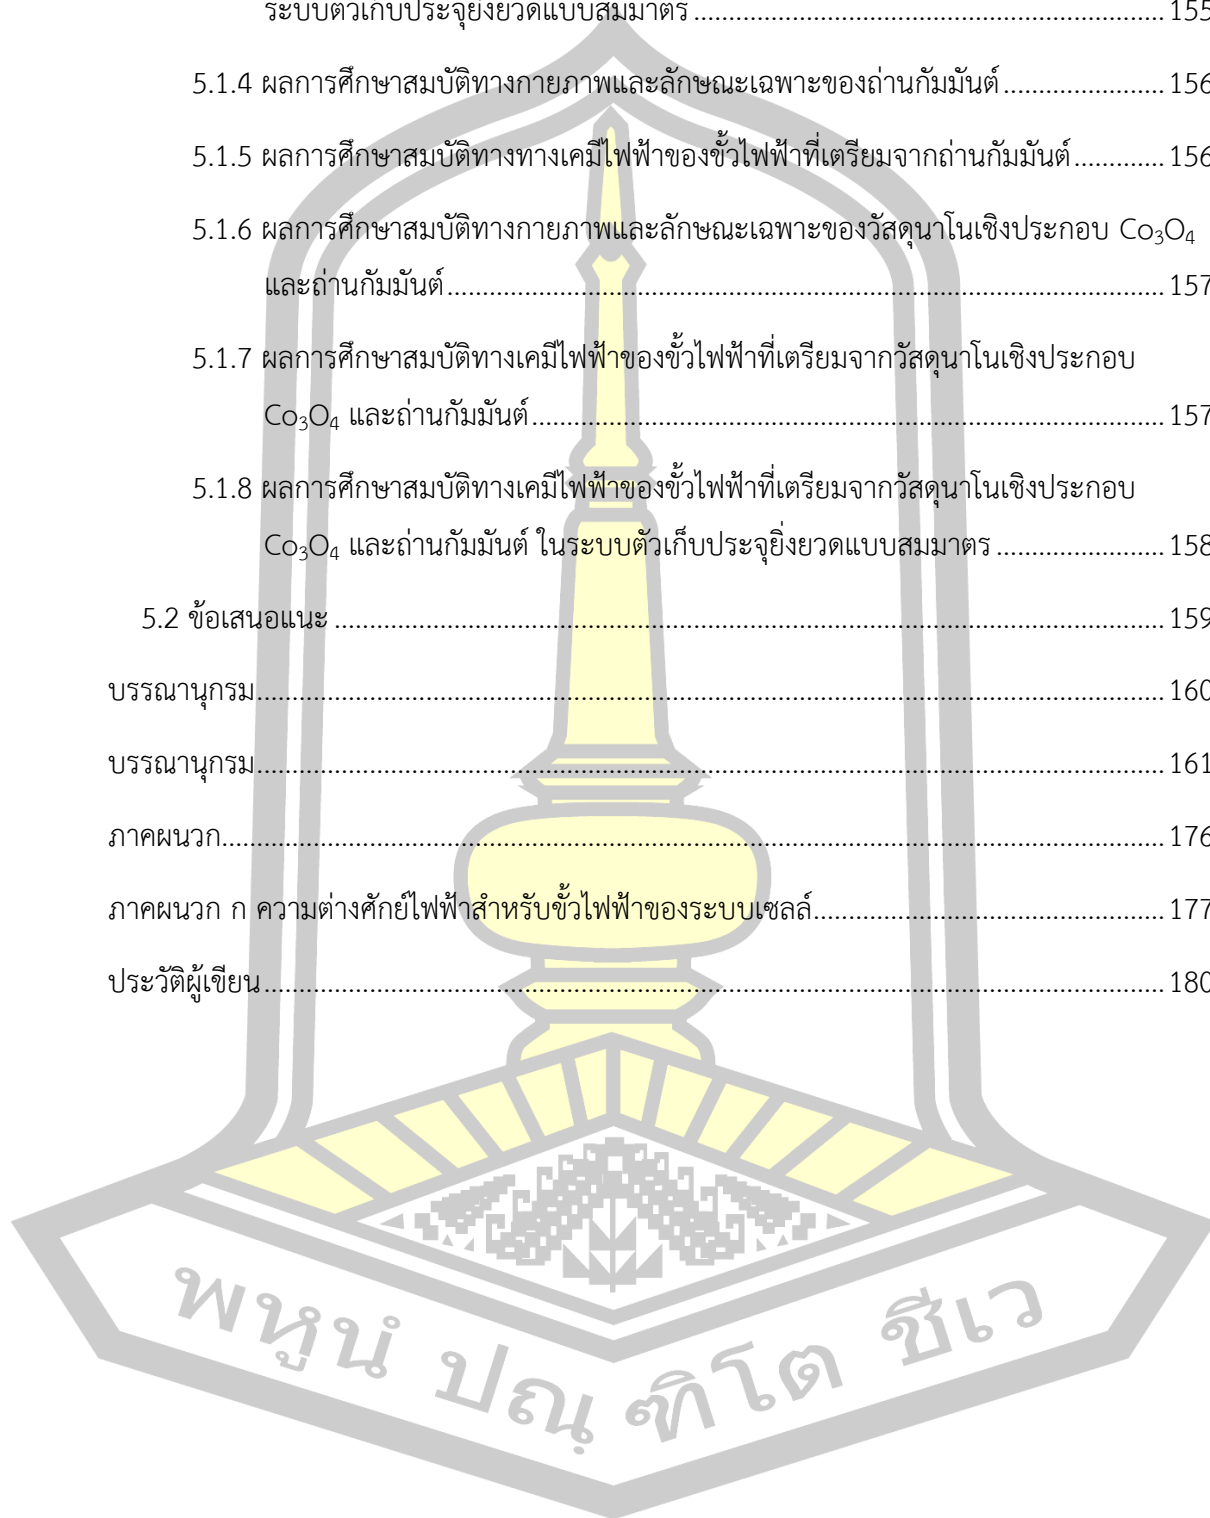 ระบบตัวเก็บประจุยิ่งยวดแบบสมมาตร ........ 155
5.1.4 ผลการศึกษาสมบัติทางกายภาพและลักษณะเฉพาะของถ่านกัมมันต์ ........ 156
5.1.5 ผลการศึกษาสมบัติทางทางเคมีไฟฟ้าของขั้วไฟฟ้าที่เตรียมจากถ่านกัมมันต์ ........ 156
5.1.6 ผลการศึกษาสมบัติทางกายภาพและลักษณะเฉพาะของวัสดุนาโนเชิงประกอบ Co₃O₄
และถ่านกัมมันต์ ........ 157
5.1.7 ผลการศึกษาสมบัติทางเคมีไฟฟ้าของขั้วไฟฟ้าที่เตรียมจากวัสดุนาโนเชิงประกอบ
Co₃O₄ และถ่านกัมมันต์ ........ 157
5.1.8 ผลการศึกษาสมบัติทางเคมีไฟฟ้าของขั้วไฟฟ้าที่เตรียมจากวัสดุนาโนเชิงประกอบ
Co₃O₄ และถ่านกัมมันต์ ในระบบตัวเก็บประจุยิ่งยวดแบบสมมาตร ........ 158
5.2 ข้อเสนอแนะ ........ 159
บรรณานุกรม ........ 160
บรรณานุกรม ........ 161
ภาคผนวก ........ 176
ภาคผนวก ก ความต่างศักย์ไฟฟ้าสำหรับขั้วไฟฟ้าของระบบเซลล์ ........ 177
ประวัติผู้เขียน ........ 180
พหูนํ ปณฺฑิโต ชีเว